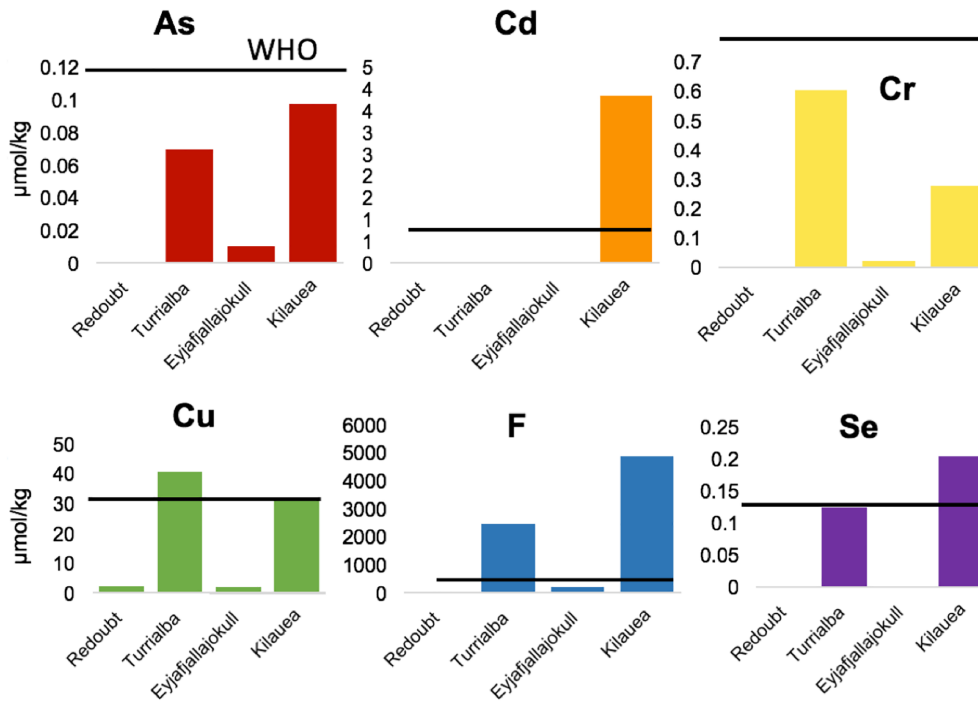 As
WHO
µmol/kg
0.12
0.1
0.08
0.06
0.04
0.02
0
Redoubt
Turrialba
Eyjafjallajokull
Kilauea
Cd
5
4
4
3
3
2
2
1
1
0
Redoubt
Turrialba
Eyjafjallajokull
Kilauea
Cr
0.7
0.6
0.5
0.4
0.3
0.2
0.1
0
Redoubt
Turrialba
Eyjafjallajokull
Kilauea
Cu
µmol/kg
50
40
30
20
10
0
Redoubt
Turrialba
Eyjafjallajokull
Kilauea
F
6000
5000
4000
3000
2000
1000
0
Redoubt
Turrialba
Eyjafjallajokull
Kilauea
Se
0.25
0.2
0.15
0.1
0.05
0
Redoubt
Turrialba
Eyjafjallajokull
Kilauea